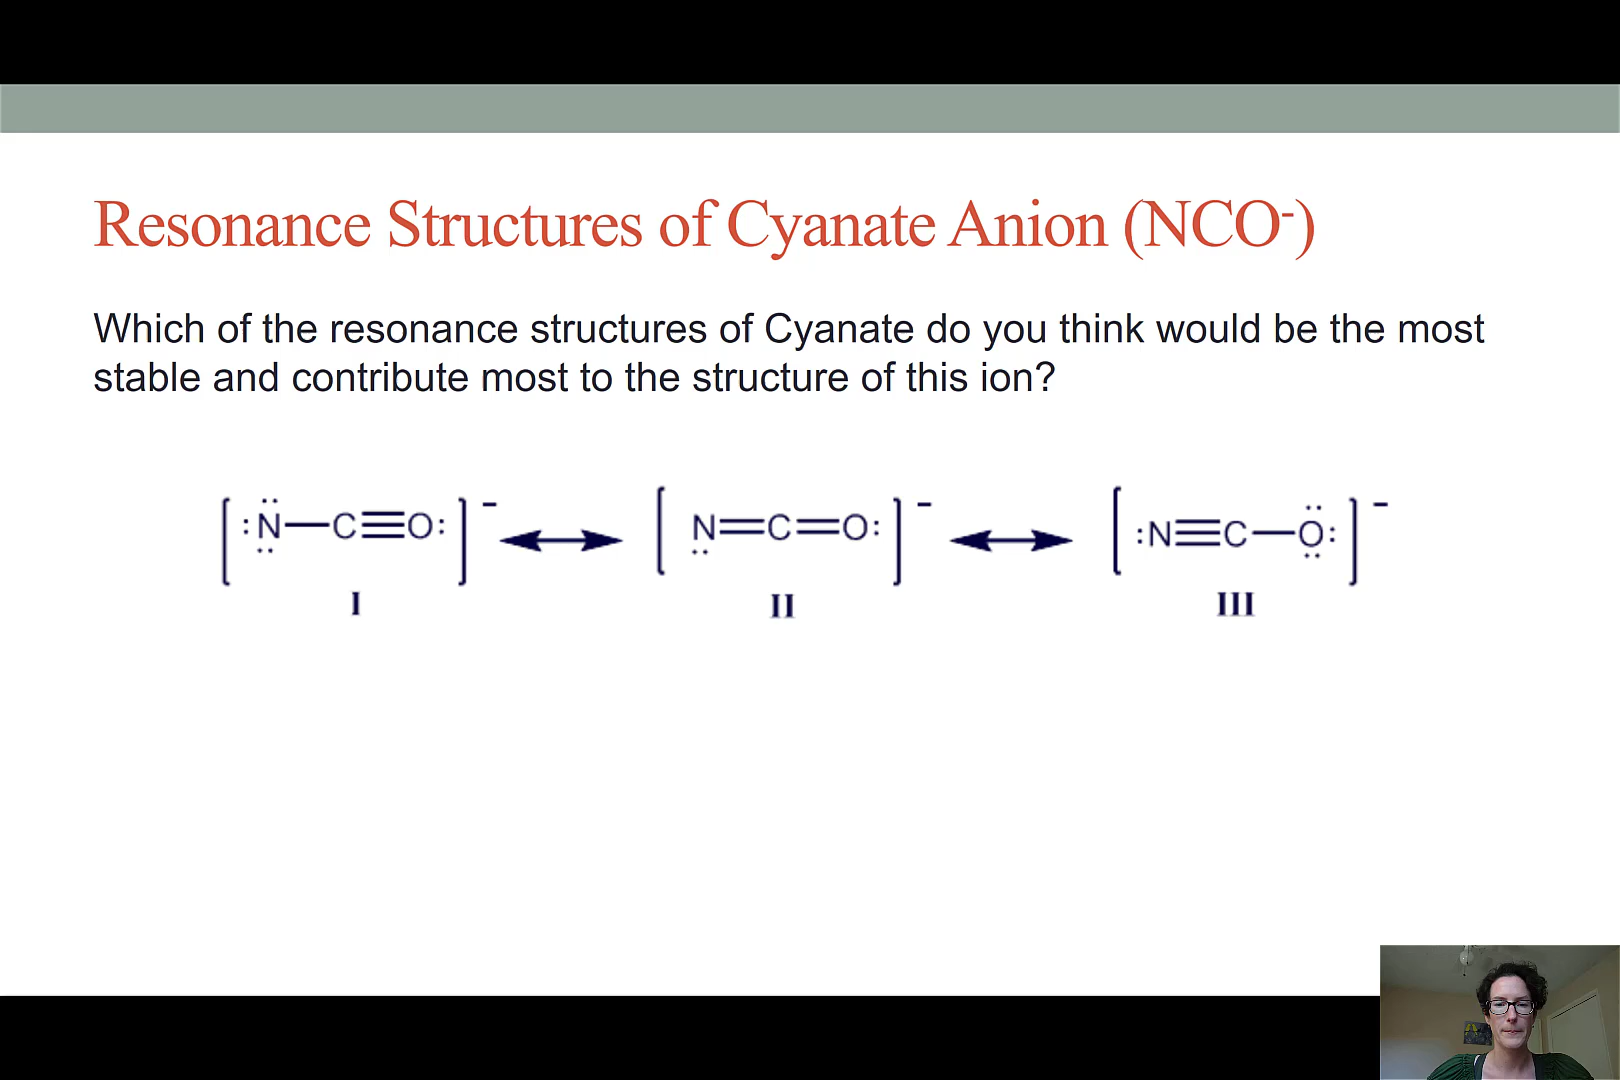 Resonance Structures of Cyanate Anion (NCO⁻)
Which of the resonance structures of Cyanate do you think would be the most
stable and contribute most to the structure of this ion?
[:N̤̈—C≡O:]⁻ ↔ [N̤=C=O:]⁻ ↔ [:N≡C—Ö̤:]⁻
I II III